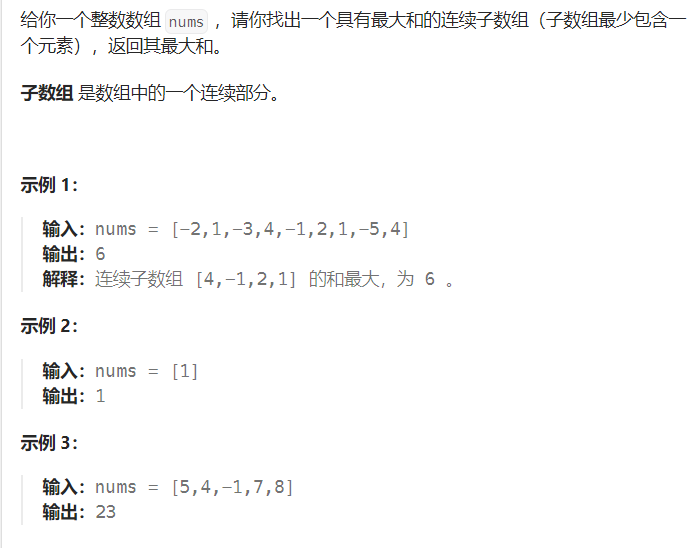 给你一个整数数组 nums ，请你找出一个具有最大和的连续子数组（子数组最少包含一
个元素），返回其最大和。
子数组 是数组中的一个连续部分。
示例 1：
输入：nums = [-2,1,-3,4,-1,2,1,-5,4]
输出：6
解释：连续子数组 [4,-1,2,1] 的和最大，为 6 。
示例 2：
输入：nums = [1]
输出：1
示例 3：
输入：nums = [5,4,-1,7,8]
输出：23